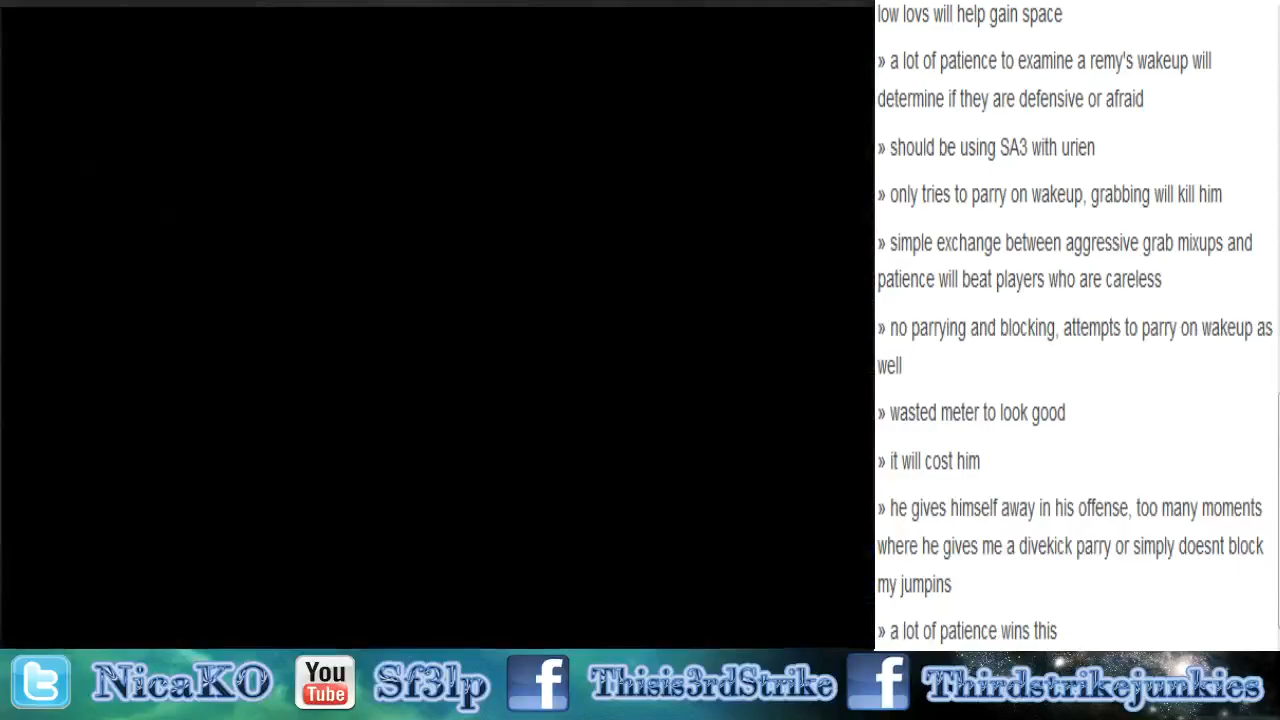 low lovs will help gain space
» a lot of patience to examine a remy's wakeup will
determine if they are defensive or afraid
» should be using SA3 with urien
» only tries to parry on wakeup, grabbing will kill him
» simple exchange between aggressive grab mixups and
patience will beat players who are careless
» no parrying and blocking, attempts to parry on wakeup as
well
» wasted meter to look good
» it will cost him
» he gives himself away in his offense, too many moments
where he gives me a divekick parry or simply doesnt block
my jumpins
» a lot of patience wins this
NicaKO You Tube Sf3lp f Thisis3rdStrike f Thirdstrikejunkies